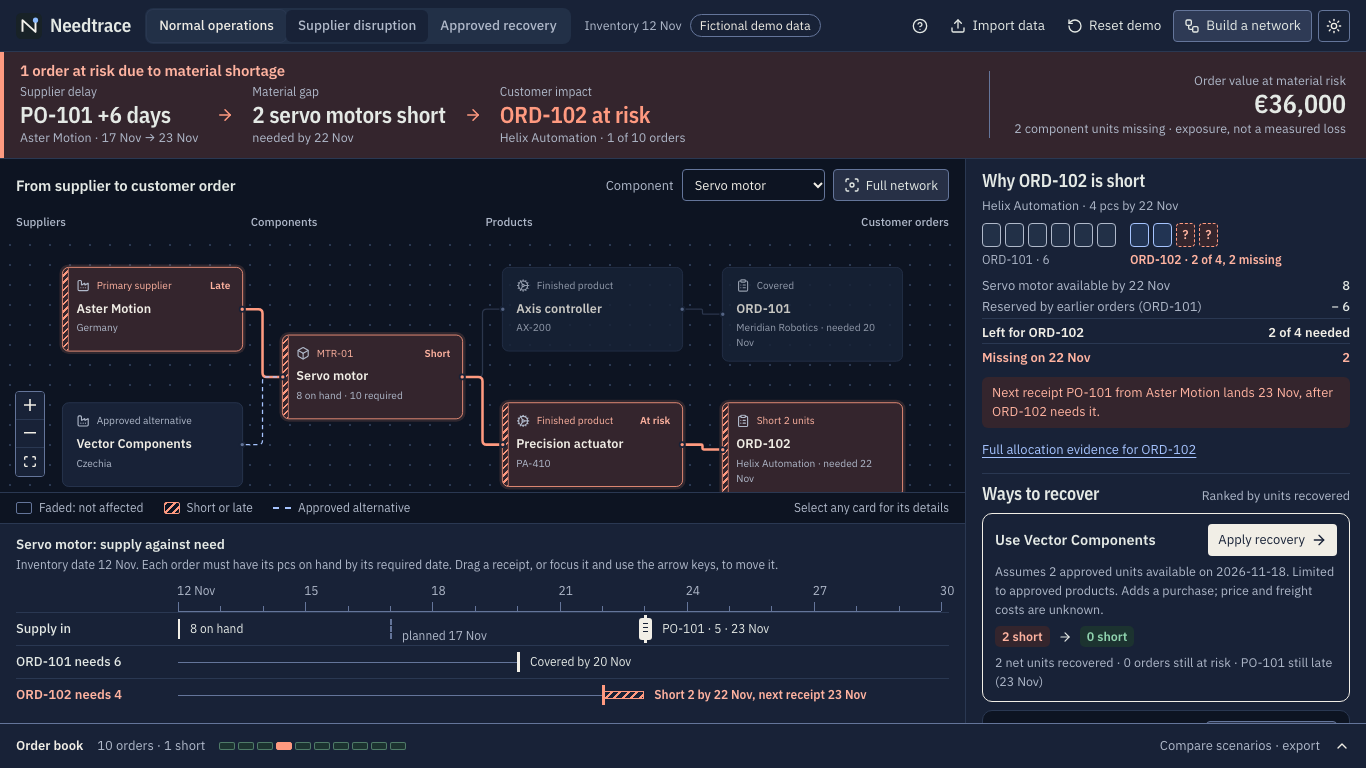 Needtrace
Normal operations
Supplier disruption
Approved recovery
Inventory 12 Nov
Fictional demo data
Import data
Reset demo
Build a network
1 order at risk due to material shortage
Supplier delay
PO-101 +6 days
Aster Motion · 17 Nov → 23 Nov
Material gap
2 servo motors short
needed by 22 Nov
Customer impact
ORD-102 at risk
Helix Automation · 1 of 10 orders
Order value at material risk
€36,000
2 component units missing · exposure, not a measured loss
From supplier to customer order
Component
Servo motor
Full network
Suppliers
Components
Products
Customer orders
Primary supplier
Late
Aster Motion
Germany
Approved alternative
Vector Components
Czechia
MTR-01
Short
Servo motor
8 on hand · 10 required
Finished product
Axis controller
AX-200
Finished product
At risk
Precision actuator
PA-410
Covered
ORD-101
Meridian Robotics · needed 20
Nov
Short 2 units
ORD-102
Helix Automation · needed 22
Nov
Faded: not affected
Short or late
Approved alternative
Select any card for its details
Servo motor: supply against need
Inventory date 12 Nov. Each order must have its pcs on hand by its required date. Drag a receipt, or focus it and use the arrow keys, to move it.
12 Nov
15
18
21
24
27
30
Supply in
8 on hand
planned 17 Nov
PO-101 · 5 · 23 Nov
ORD-101 needs 6
Covered by 20 Nov
ORD-102 needs 4
Short 2 by 22 Nov, next receipt 23 Nov
Why ORD-102 is short
Helix Automation · 4 pcs by 22 Nov
? ?
ORD-101 · 6
ORD-102 · 2 of 4, 2 missing
Servo motor available by 22 Nov 8
Reserved by earlier orders (ORD-101) − 6
Left for ORD-102 2 of 4 needed
Missing on 22 Nov 2
Next receipt PO-101 from Aster Motion lands 23 Nov, after
ORD-102 needs it.
Full allocation evidence for ORD-102
Ways to recover
Ranked by units recovered
Use Vector Components
Apply recovery
Assumes 2 approved units available on 2026-11-18. Limited
to approved products. Adds a purchase; price and freight
costs are unknown.
2 short → 0 short
2 net units recovered · 0 orders still at risk · PO-101 still late
(23 Nov)
Order book
10 orders · 1 short
Compare scenarios · export